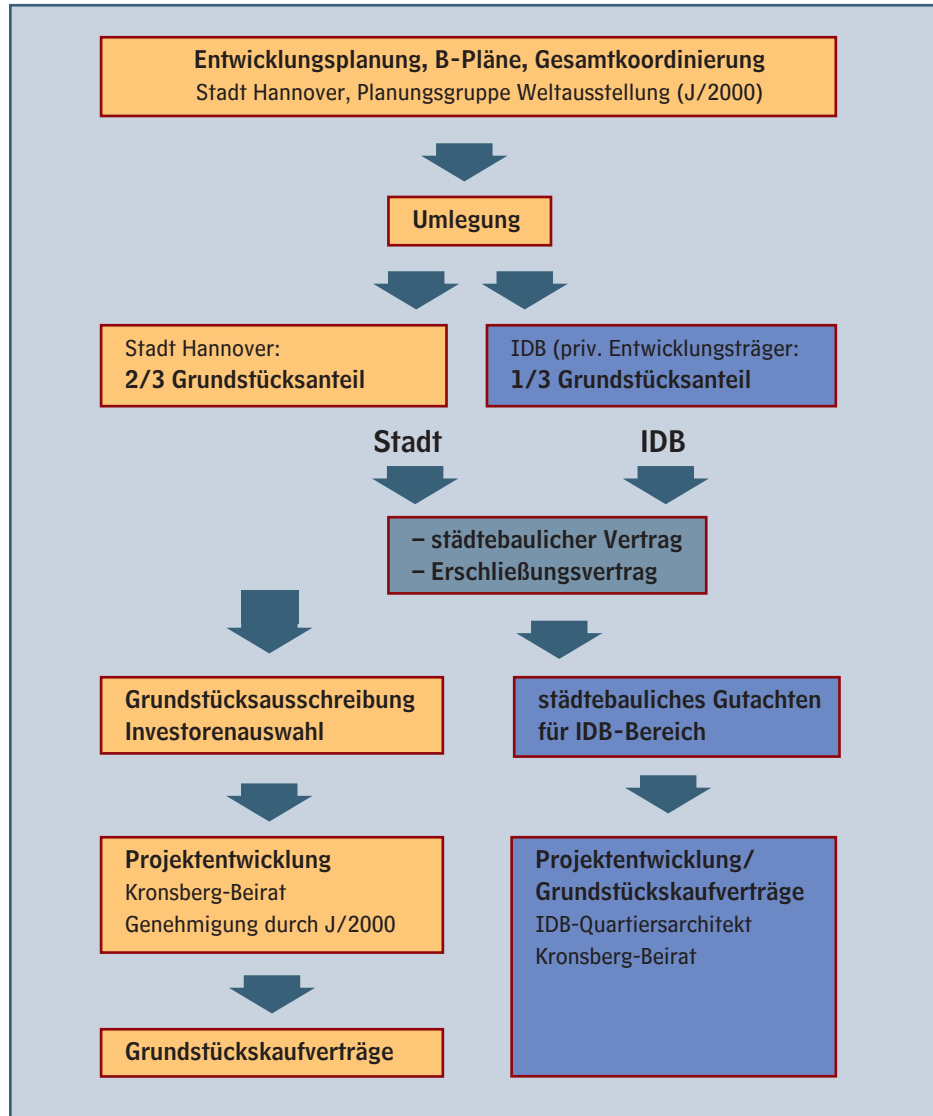 Entwicklungsplanung, B-Pläne, Gesamtkoordinierung
Stadt Hannover, Planungsgruppe Weltausstellung (J/2000)
Umlegung
Stadt Hannover:
2/3 Grundstücksanteil
IDB (priv. Entwicklungsträger:
1/3 Grundstücksanteil
Stadt
IDB
– städtebaulicher Vertrag
– Erschließungsvertrag
Grundstücksausschreibung
Investorenauswahl
städtebauliches Gutachten
für IDB-Bereich
Projektentwicklung
Kronsberg-Beirat
Genehmigung durch J/2000
Projektentwicklung/
Grundstückskaufverträge
IDB-Quartiersarchitekt
Kronsberg-Beirat
Grundstückskaufverträge